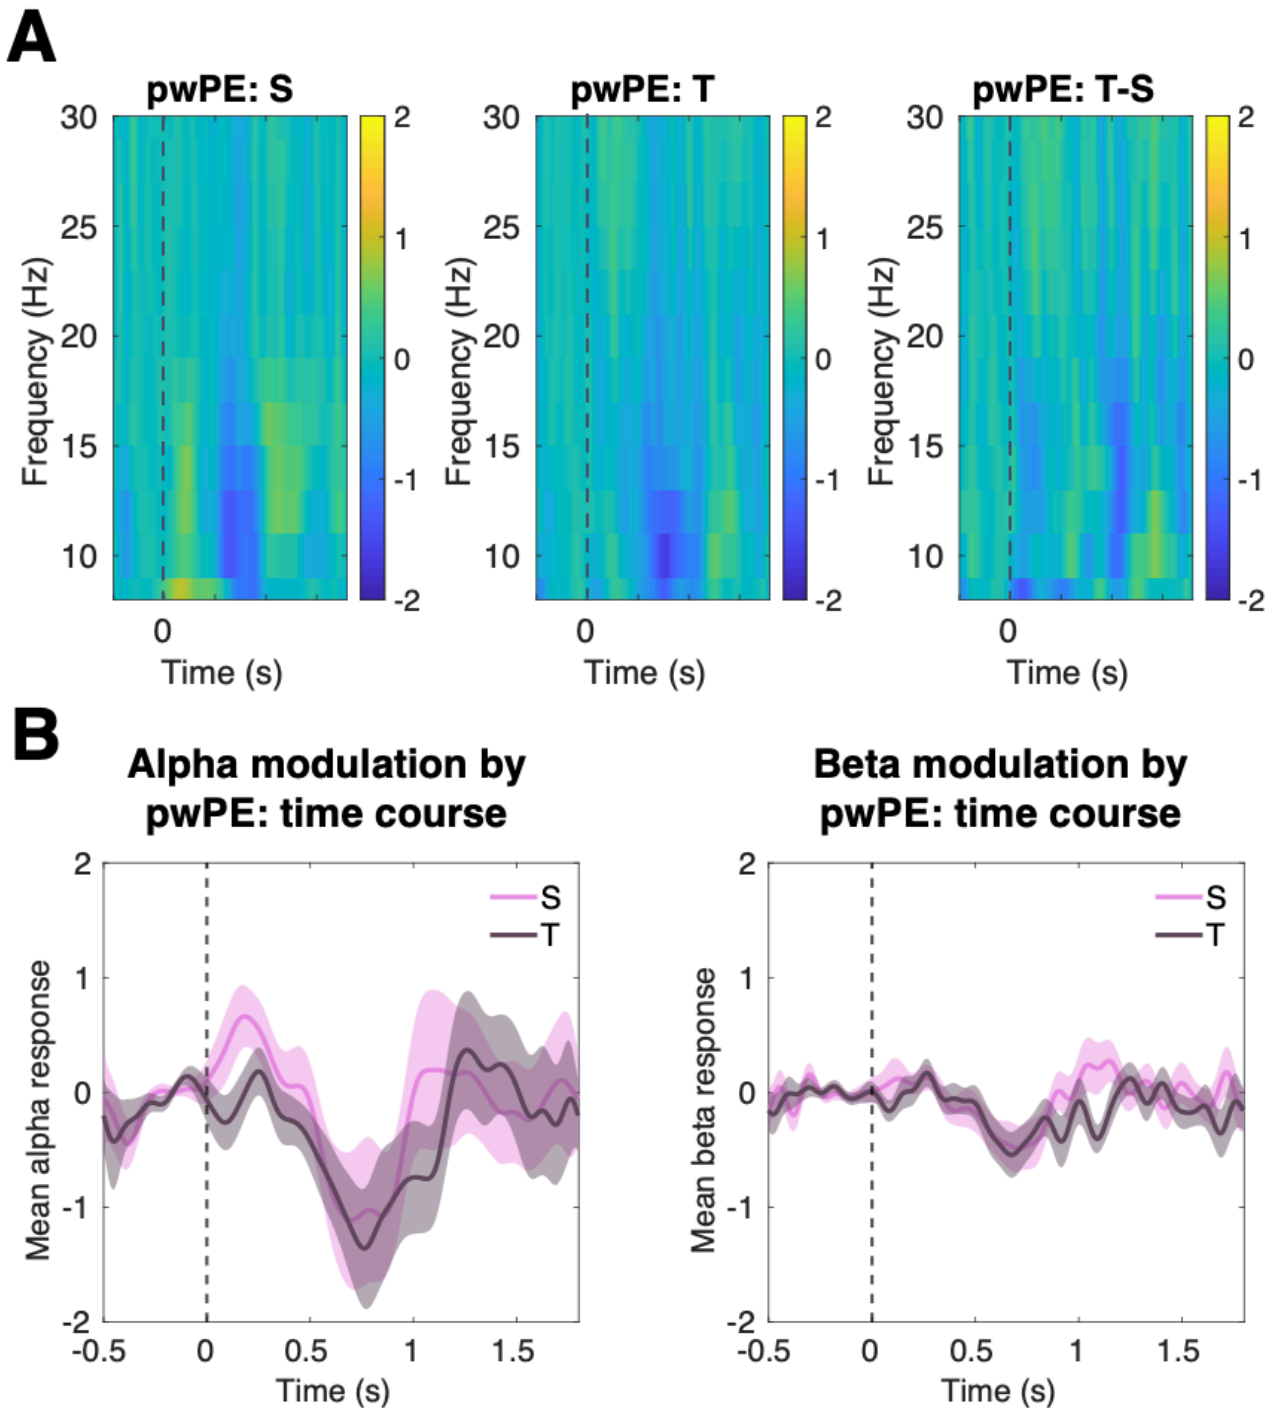 A
pwPE: S
pwPE: T
pwPE: T-S
30
25
20
15
10
Frequency (Hz)
0
Time (s)
2
1
0
-1
-2
30
25
20
15
10
Frequency (Hz)
0
Time (s)
2
1
0
-1
-2
30
25
20
15
10
Frequency (Hz)
0
Time (s)
2
1
0
-1
-2
B
Alpha modulation by
pwPE: time course
2
1
0
-1
-2
Mean alpha response
S
T
-0.5 0 0.5 1 1.5
Time (s)
Beta modulation by
pwPE: time course
2
1
0
-1
-2
Mean beta response
S
T
-0.5 0 0.5 1 1.5
Time (s)